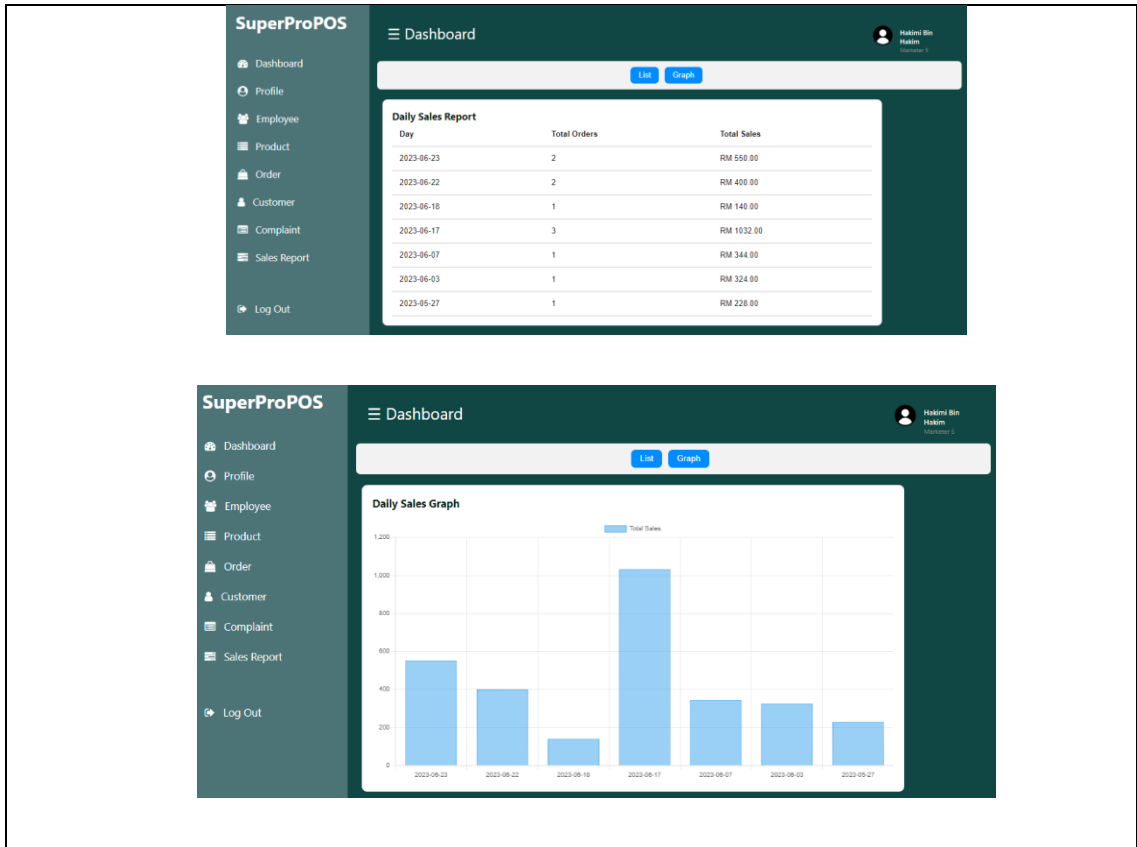 SuperProPOS
☰ Dashboard
Hakimi Bin
Hakim
Marketer S
Dashboard
Profile
Employee
Product
Order
Customer
Complaint
Sales Report
Log Out
List Graph
Daily Sales Report
Day Total Orders Total Sales
2023-06-23 2 RM 550.00
2023-06-22 2 RM 400.00
2023-06-18 1 RM 140.00
2023-06-17 3 RM 1032.00
2023-06-07 1 RM 344.00
2023-06-03 1 RM 324.00
2023-05-27 1 RM 228.00
SuperProPOS
☰ Dashboard
Hakimi Bin
Hakim
Marketer S
Dashboard
Profile
Employee
Product
Order
Customer
Complaint
Sales Report
Log Out
List Graph
Daily Sales Graph
Total Sales
1,200
1,000
800
600
400
200
0
2023-06-23 2023-06-22 2023-06-18 2023-06-17 2023-06-07 2023-06-03 2023-05-27